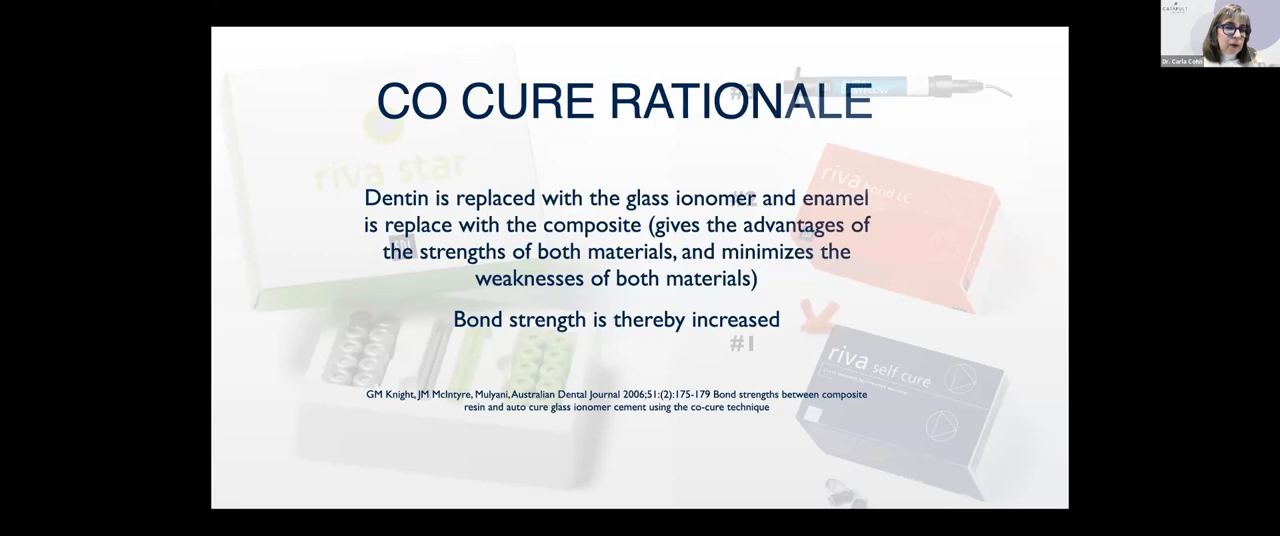 CO CURE RATIONALE
Dentin is replaced with the glass ionomer and enamel
is replace with the composite (gives the advantages of
the strengths of both materials, and minimizes the
weaknesses of both materials)
Bond strength is thereby increased
GM Knight, JM McIntyre, Mulyani, Australian Dental Journal 2006;51:(2):175-179 Bond strengths between composite
resin and auto cure glass ionomer cement using the co-cure technique
riva star
SDI
#2
riva bond LC
#1
riva self cure
CATAPULT
Dr. Carla Cohn